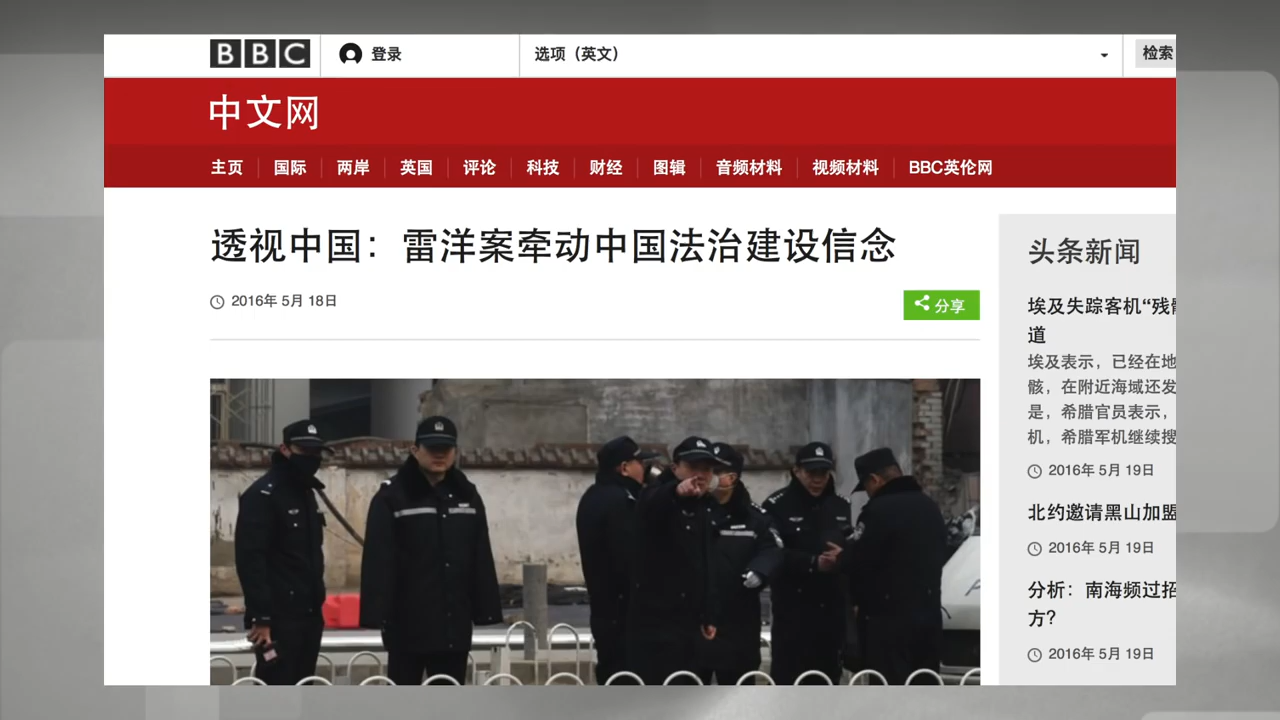 BBC 登录 选项（英文） 检索
中文网
主页 国际 两岸 英国 评论 科技 财经 图辑 音频材料 视频材料 BBC英伦网
透视中国：雷洋案牵动中国法治建设信念
2016年 5月 18日
分享
头条新闻
埃及失踪客机“残
道
埃及表示，已经在地
骸，在附近海域还发
是，希腊官员表示，
机，希腊军机继续搜
2016年 5月 19日
北约邀请黑山加盟
2016年 5月 19日
分析：南海频过招
方？
2016年 5月 19日